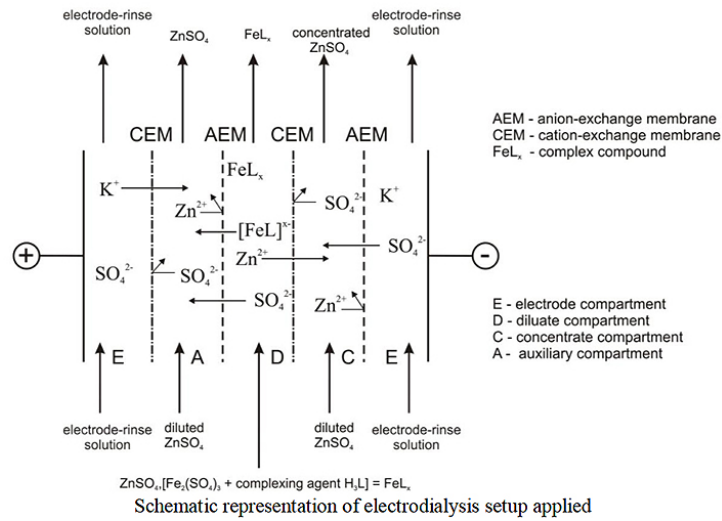 electrode-rinse
solution
ZnSO₄
FeLₓ
concentrated
ZnSO₄
electrode-rinse
solution
CEM AEM CEM AEM
AEM - anion-exchange membrane
CEM - cation-exchange membrane
FeLₓ - complex compound
FeLₓ
K⁺
Zn²⁺
SO₄²⁻
K⁺
[FeL]ˣ⁻
SO₄²⁻
+
Zn²⁺
-
SO₄²⁻
SO₄²⁻
SO₄²⁻
Zn²⁺
E - electrode compartment
D - diluate compartment
C - concentrate compartment
A - auxiliary compartment
E A D C E
electrode-rinse
solution
diluted
ZnSO₄
diluted
ZnSO₄
electrode-rinse
solution
ZnSO₄,[Fe₂(SO₄)₃ + complexing agent H₃L] = FeLₓ
Schematic representation of electrodialysis setup applied